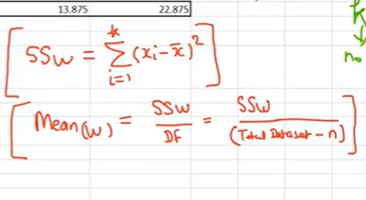 13.875 22.875
k
SSW = k∑i=1 (xi - x̄)²
no
Mean(W) = SSW/DF = SSW/(Total Dataset - n)